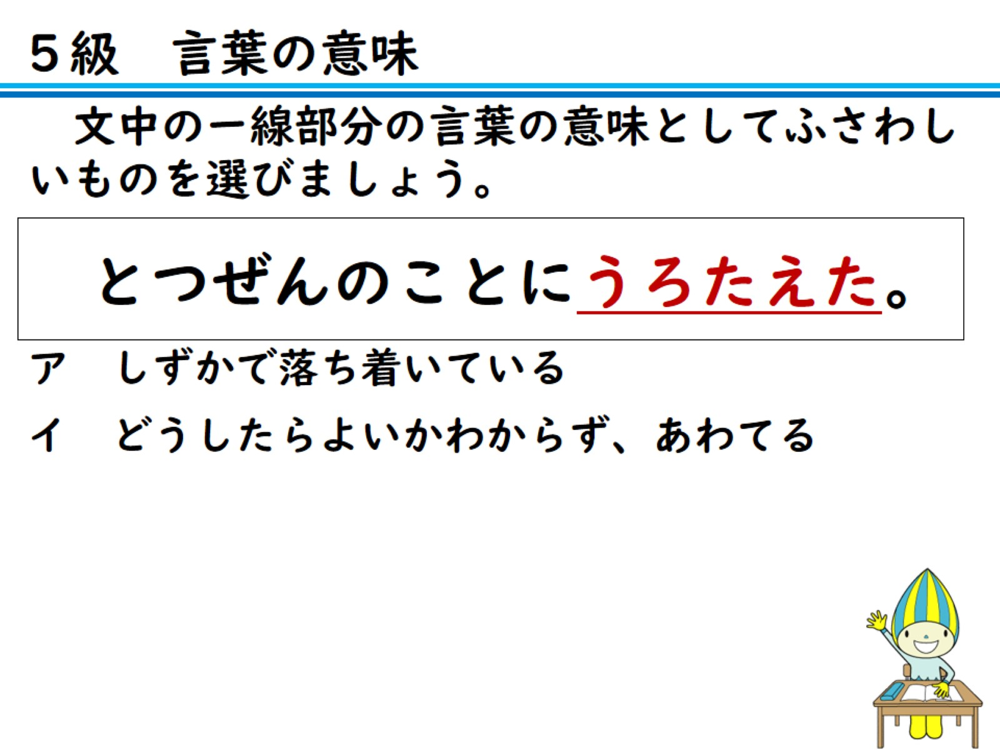 ５級　言葉の意味
文中の一線部分の言葉の意味としてふさわし
いものを選びましょう。
とつぜんのことにうろたえた。
ア　しずかで落ち着いている
イ　どうしたらよいかわからず、あわてる